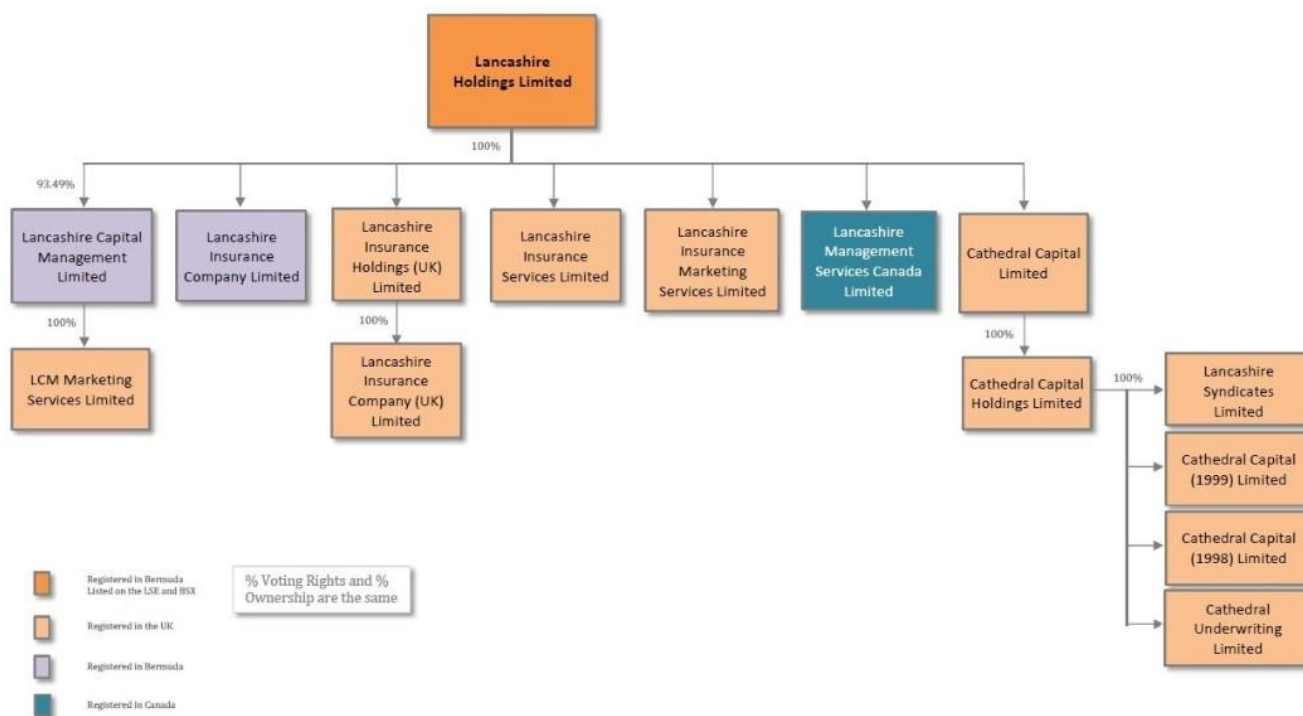 Lancashire
Holdings Limited
100%
93.49%
Lancashire Capital
Management
Limited
Lancashire
Insurance
Company Limited
Lancashire
Insurance
Holdings (UK)
Limited
Lancashire
Insurance
Services Limited
Lancashire
Insurance
Marketing
Services Limited
Lancashire
Management
Services Canada
Limited
Cathedral Capital
Limited
100%
100%
100%
LCM Marketing
Services Limited
Lancashire
Insurance
Company (UK)
Limited
Cathedral Capital
Holdings Limited
100%
Lancashire
Syndicates
Limited
Cathedral Capital
(1999) Limited
Cathedral Capital
(1998) Limited
Cathedral
Underwriting
Limited
Registered in Bermuda
Listed on the LSE and BSX
% Voting Rights and %
Ownership are the same
Registered in the UK
Registered in Bermuda
Registered in Canada